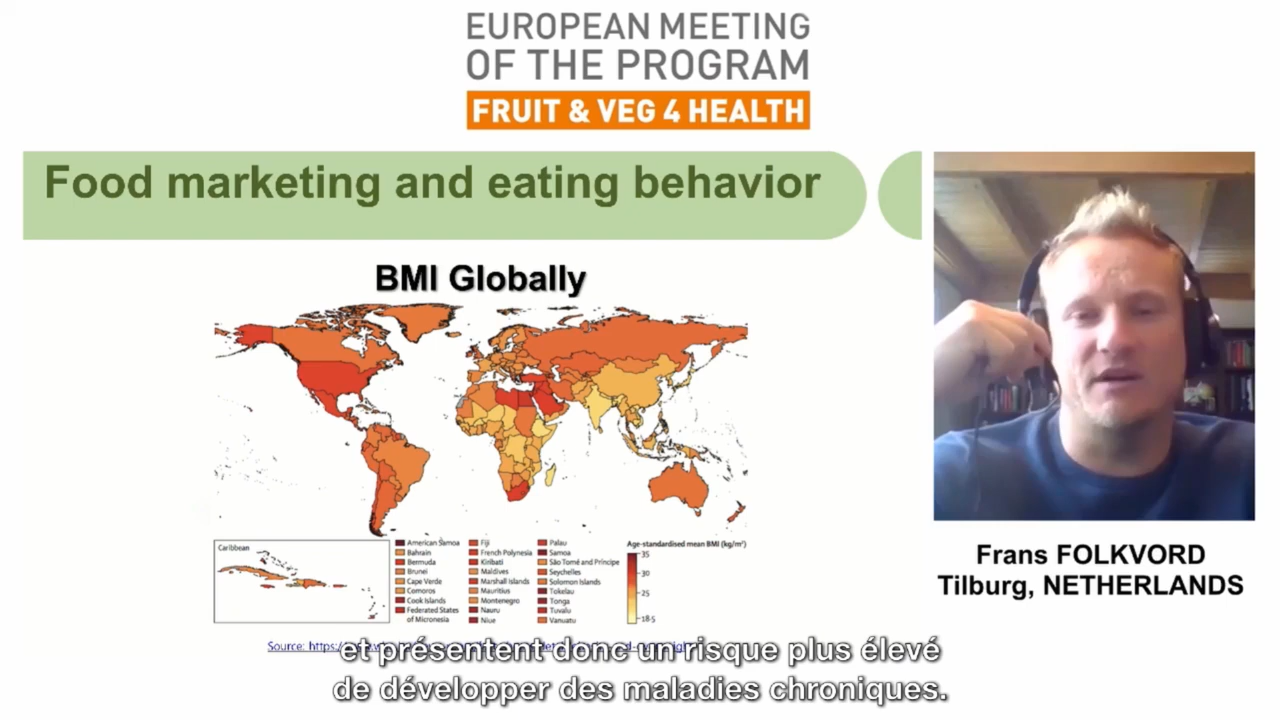 EUROPEAN MEETING
OF THE PROGRAM
FRUIT & VEG 4 HEALTH
Food marketing and eating behavior
BMI Globally
Caribbean
American Samoa
Bahrain
Bermuda
Brunei
Cape Verde
Comoros
Cook Islands
Federated States
of Micronesia
Fiji
French Polynesia
Kiribati
Maldives
Marshall Islands
Mauritius
Montenegro
Nauru
Niue
Palau
Samoa
São Tomé and Príncipe
Seychelles
Solomon Islands
Tokelau
Tonga
Tuvalu
Vanuatu
Age-standardised mean BMI (kg/m²)
35
30
25
18·5
Frans FOLKVORD
Tilburg, NETHERLANDS
Source:
et présentent donc un risque plus élevé
de développer des maladies chroniques.